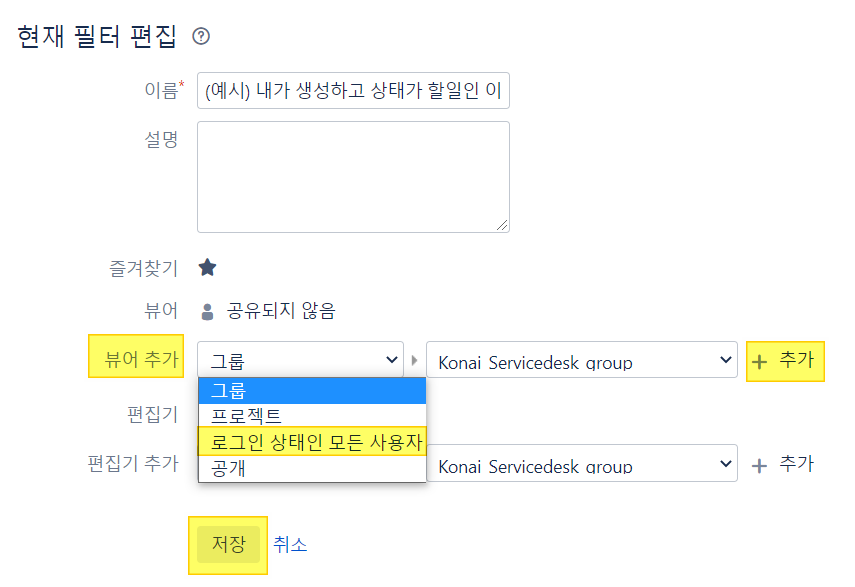 현재 필터 편집 ?
이름* (예시) 내가 생성하고 상태가 할일인 이
설명
즐겨찾기
뷰어 공유되지 않음
뷰어 추가 그룹 Konai Servicedesk group + 추가
그룹
편집기 프로젝트
로그인 상태인 모든 사용자
편집기 추가 공개 Konai Servicedesk group + 추가
저장 취소